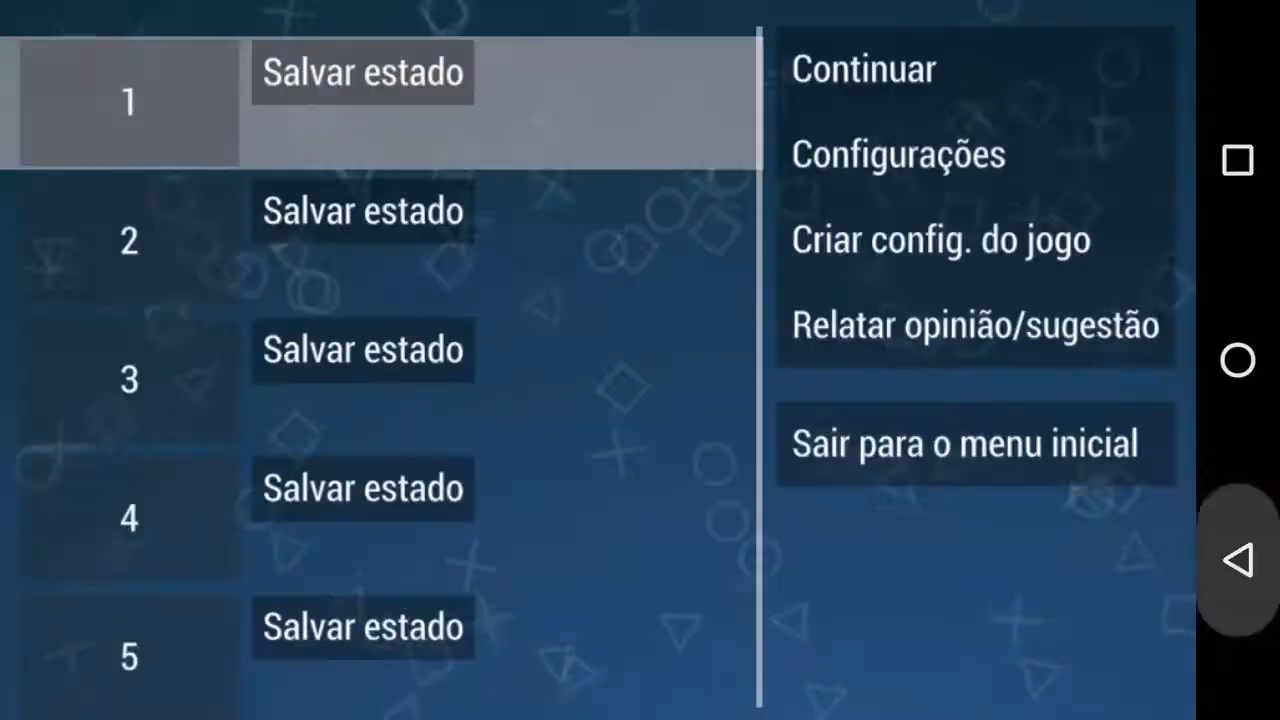 1
Salvar estado
2
Salvar estado
3
Salvar estado
4
Salvar estado
5
Salvar estado
Continuar
Configurações
Criar config. do jogo
Relatar opinião/sugestão
Sair para o menu inicial